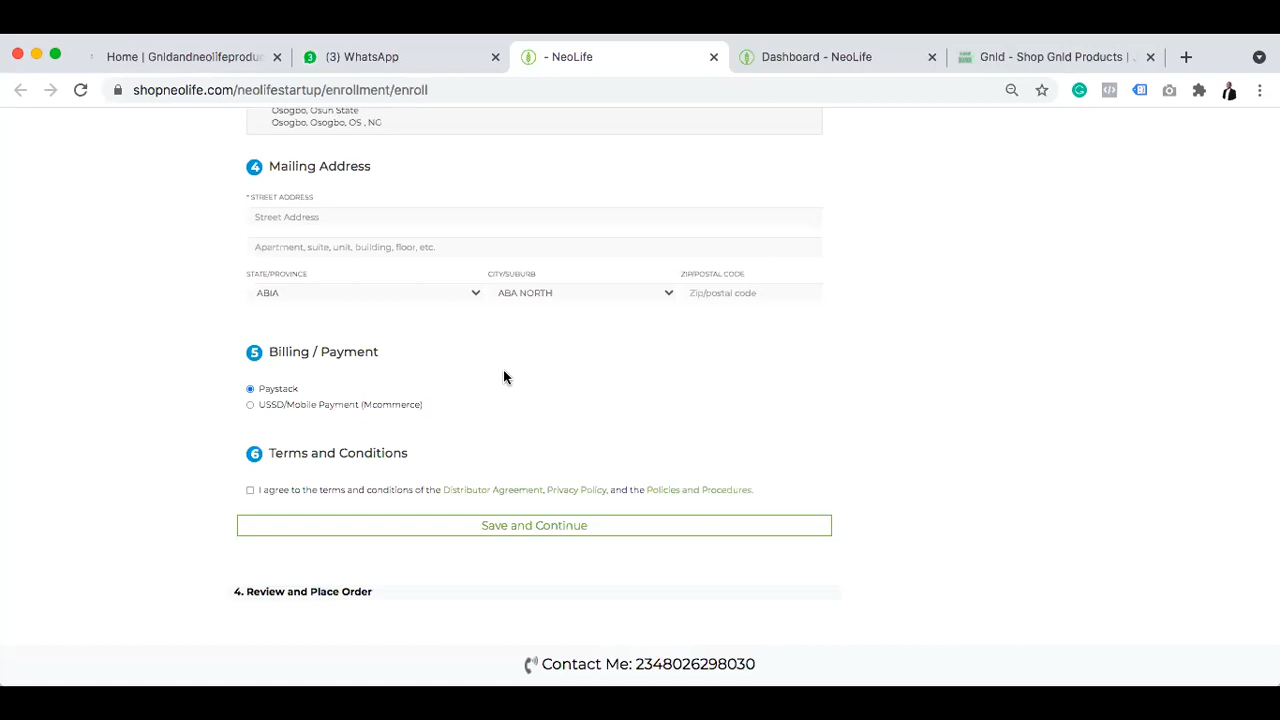 Home | Gnldandneolifeproduc
(3) WhatsApp
- NeoLife
Dashboard - NeoLife
Gnld - Shop Gnld Products |
shopneolife.com/neolifestartup/enrollment/enroll
Osogbo, Osun State
Osogbo, Osogbo, OS , NG
4 Mailing Address
* STREET ADDRESS
Street Address
Apartment, suite, unit, building, floor, etc.
STATE/PROVINCE CITY/SUBURB ZIP/POSTAL CODE
ABIA ABA NORTH Zip/postal code
5 Billing / Payment
Paystack
USSD/Mobile Payment (Mcommerce)
6 Terms and Conditions
I agree to the terms and conditions of the Distributor Agreement, Privacy Policy, and the Policies and Procedures.
Save and Continue
4. Review and Place Order
Contact Me: 2348026298030